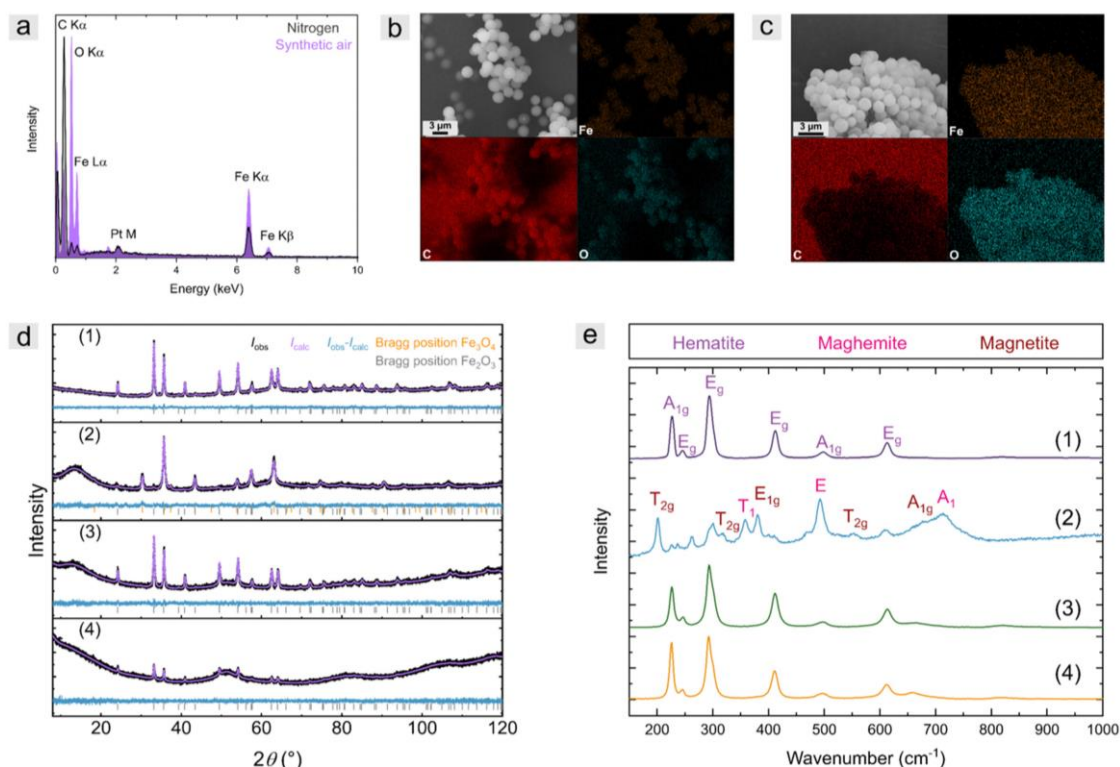 a
C Kα
Nitrogen
Synthetic air
O Kα
Fe Lα
Pt M
Fe Kα
Fe Kβ
Intensity
0 2 4 6 8 10
Energy (keV)
b
3 µm
Fe
C
O
c
3 µm
Fe
C
O
d
(1)
Iobs Icalc Iobs-Icalc Bragg position Fe3O4
Bragg position Fe2O3
(2)
(3)
(4)
Intensity
20 40 60 80 100 120
2θ (°)
e
Hematite Maghemite Magnetite
A1g
Eg
Eg
Eg
A1g
Eg
(1)
T2g
T2g
T1
E1g
E
T2g
A1g
A1
(2)
(3)
(4)
Intensity
200 300 400 500 600 700 800 900 1000
Wavenumber (cm-1)